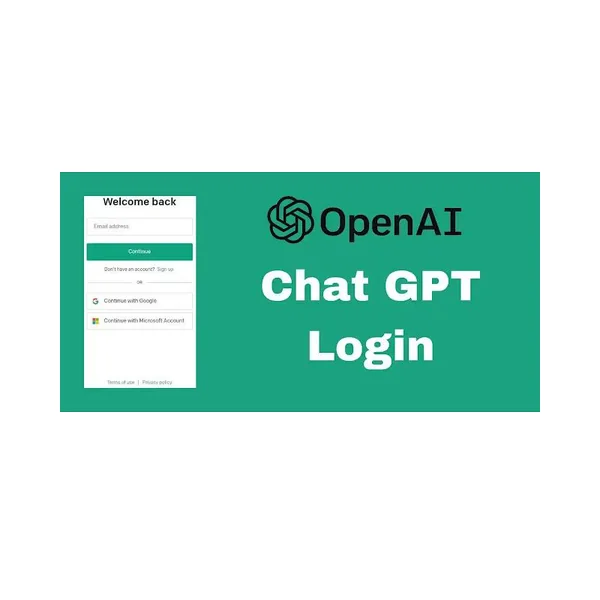 Welcome back
Email address
Continue
Don't have an account? Sign up
OR
Continue with Google
Continue with Microsoft Account
Terms of use | Privacy policy
OpenAI
Chat GPT
Login